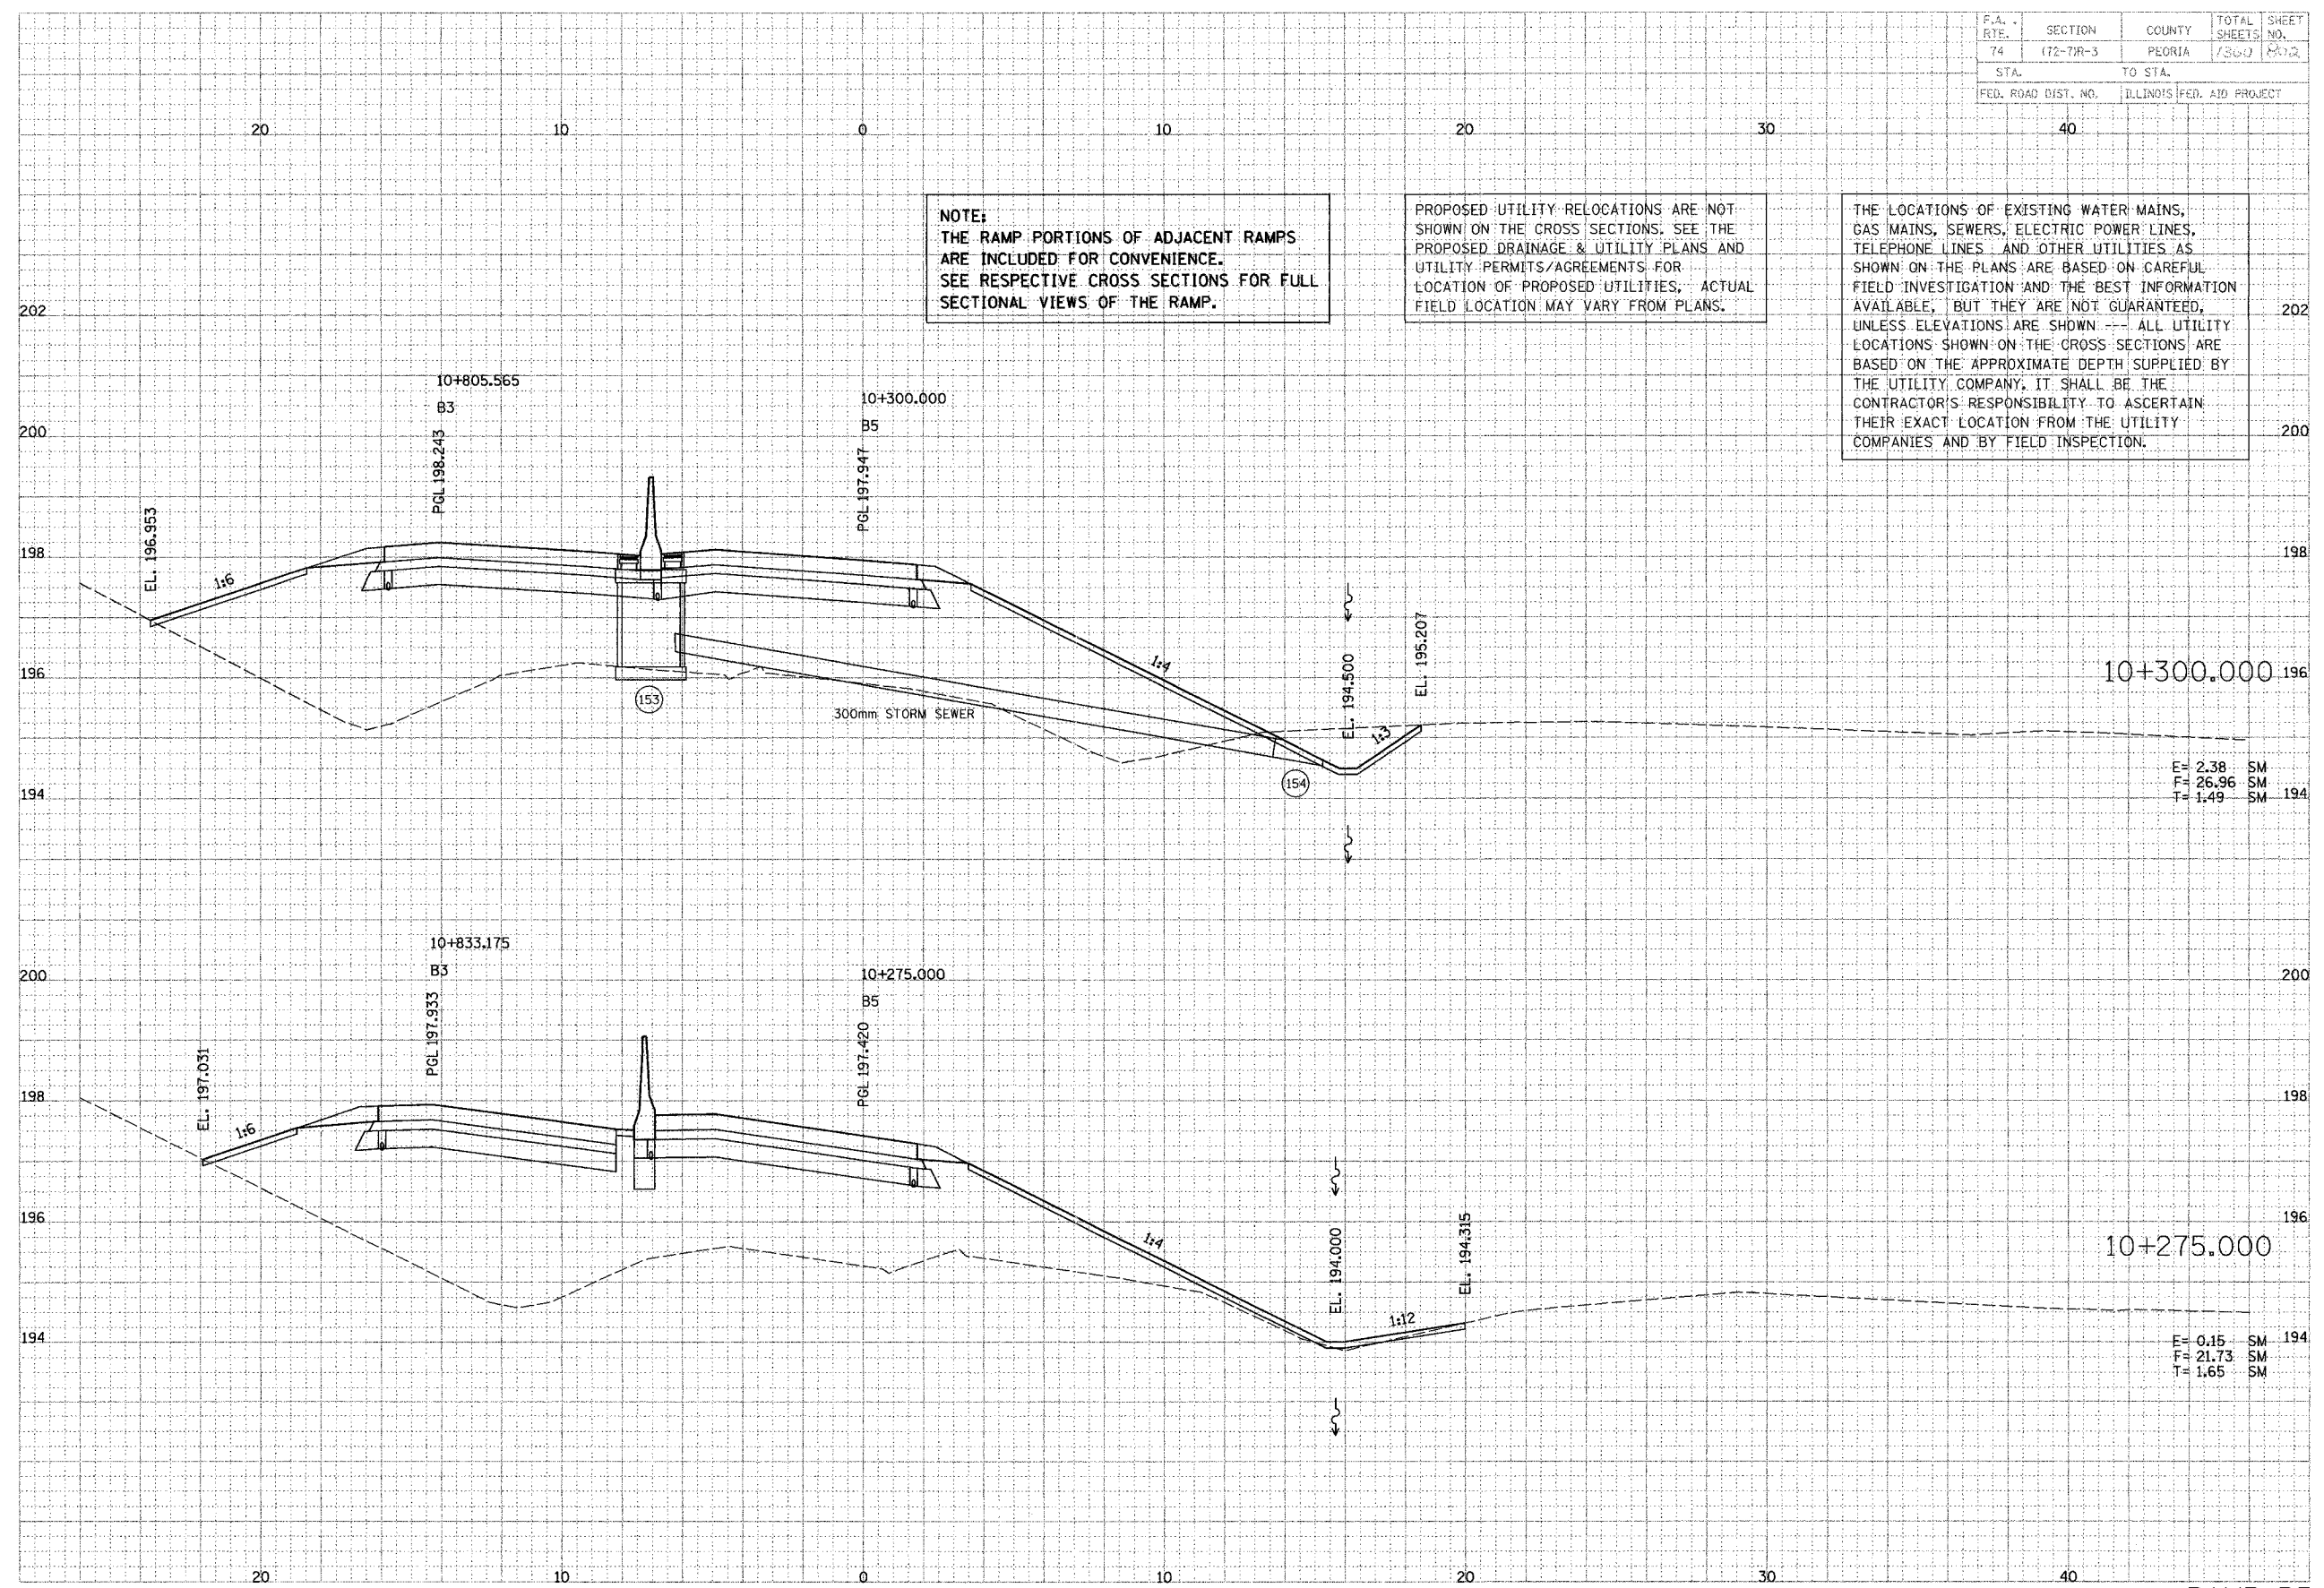 F.A. RTE. SECTION COUNTY TOTAL SHEETS SHEET NO.
74 (72-7)R-3 PEORIA 1360 802
STA. TO STA.
FED. ROAD DIST. NO. ILLINOIS FED. AID PROJECT
20 10 0 10 20 30 40
NOTE:
THE RAMP PORTIONS OF ADJACENT RAMPS
ARE INCLUDED FOR CONVENIENCE.
SEE RESPECTIVE CROSS SECTIONS FOR FULL
SECTIONAL VIEWS OF THE RAMP.
PROPOSED UTILITY RELOCATIONS ARE NOT
SHOWN ON THE CROSS SECTIONS. SEE THE
PROPOSED DRAINAGE & UTILITY PLANS AND
UTILITY PERMITS/AGREEMENTS FOR
LOCATION OF PROPOSED UTILITIES, ACTUAL
FIELD LOCATION MAY VARY FROM PLANS.
THE LOCATIONS OF EXISTING WATER MAINS,
GAS MAINS, SEWERS, ELECTRIC POWER LINES,
TELEPHONE LINES AND OTHER UTILITIES AS
SHOWN ON THE PLANS ARE BASED ON CAREFUL
FIELD INVESTIGATION AND THE BEST INFORMATION
AVAILABLE, BUT THEY ARE NOT GUARANTEED,
UNLESS ELEVATIONS ARE SHOWN --- ALL UTILITY
LOCATIONS SHOWN ON THE CROSS SECTIONS ARE
BASED ON THE APPROXIMATE DEPTH SUPPLIED BY
THE UTILITY COMPANY. IT SHALL BE THE
CONTRACTOR'S RESPONSIBILITY TO ASCERTAIN
THEIR EXACT LOCATION FROM THE UTILITY
COMPANIES AND BY FIELD INSPECTION.
202 202
10+805.565
B3
PGL 198.243
10+300.000
B5
PGL 197.947
200 200
EL. 196.953
198 198
1:6
1:4
EL. 194.500
EL. 195.207
1:3
196 10+300.000 196
153
300mm STORM SEWER
154
E= 2.38 SM
F= 26.96 SM
T= 1.49 SM
194 194
10+833.175
B3
PGL 197.933
10+275.000
B5
PGL 197.420
200 200
EL. 197.031
198 198
1:6
1:4
196 196
EL. 194.000
EL. 194.315
10+275.000
1:12
194 194
E= 0.15 SM
F= 21.73 SM
T= 1.65 SM
20 10 0 10 20 30 40